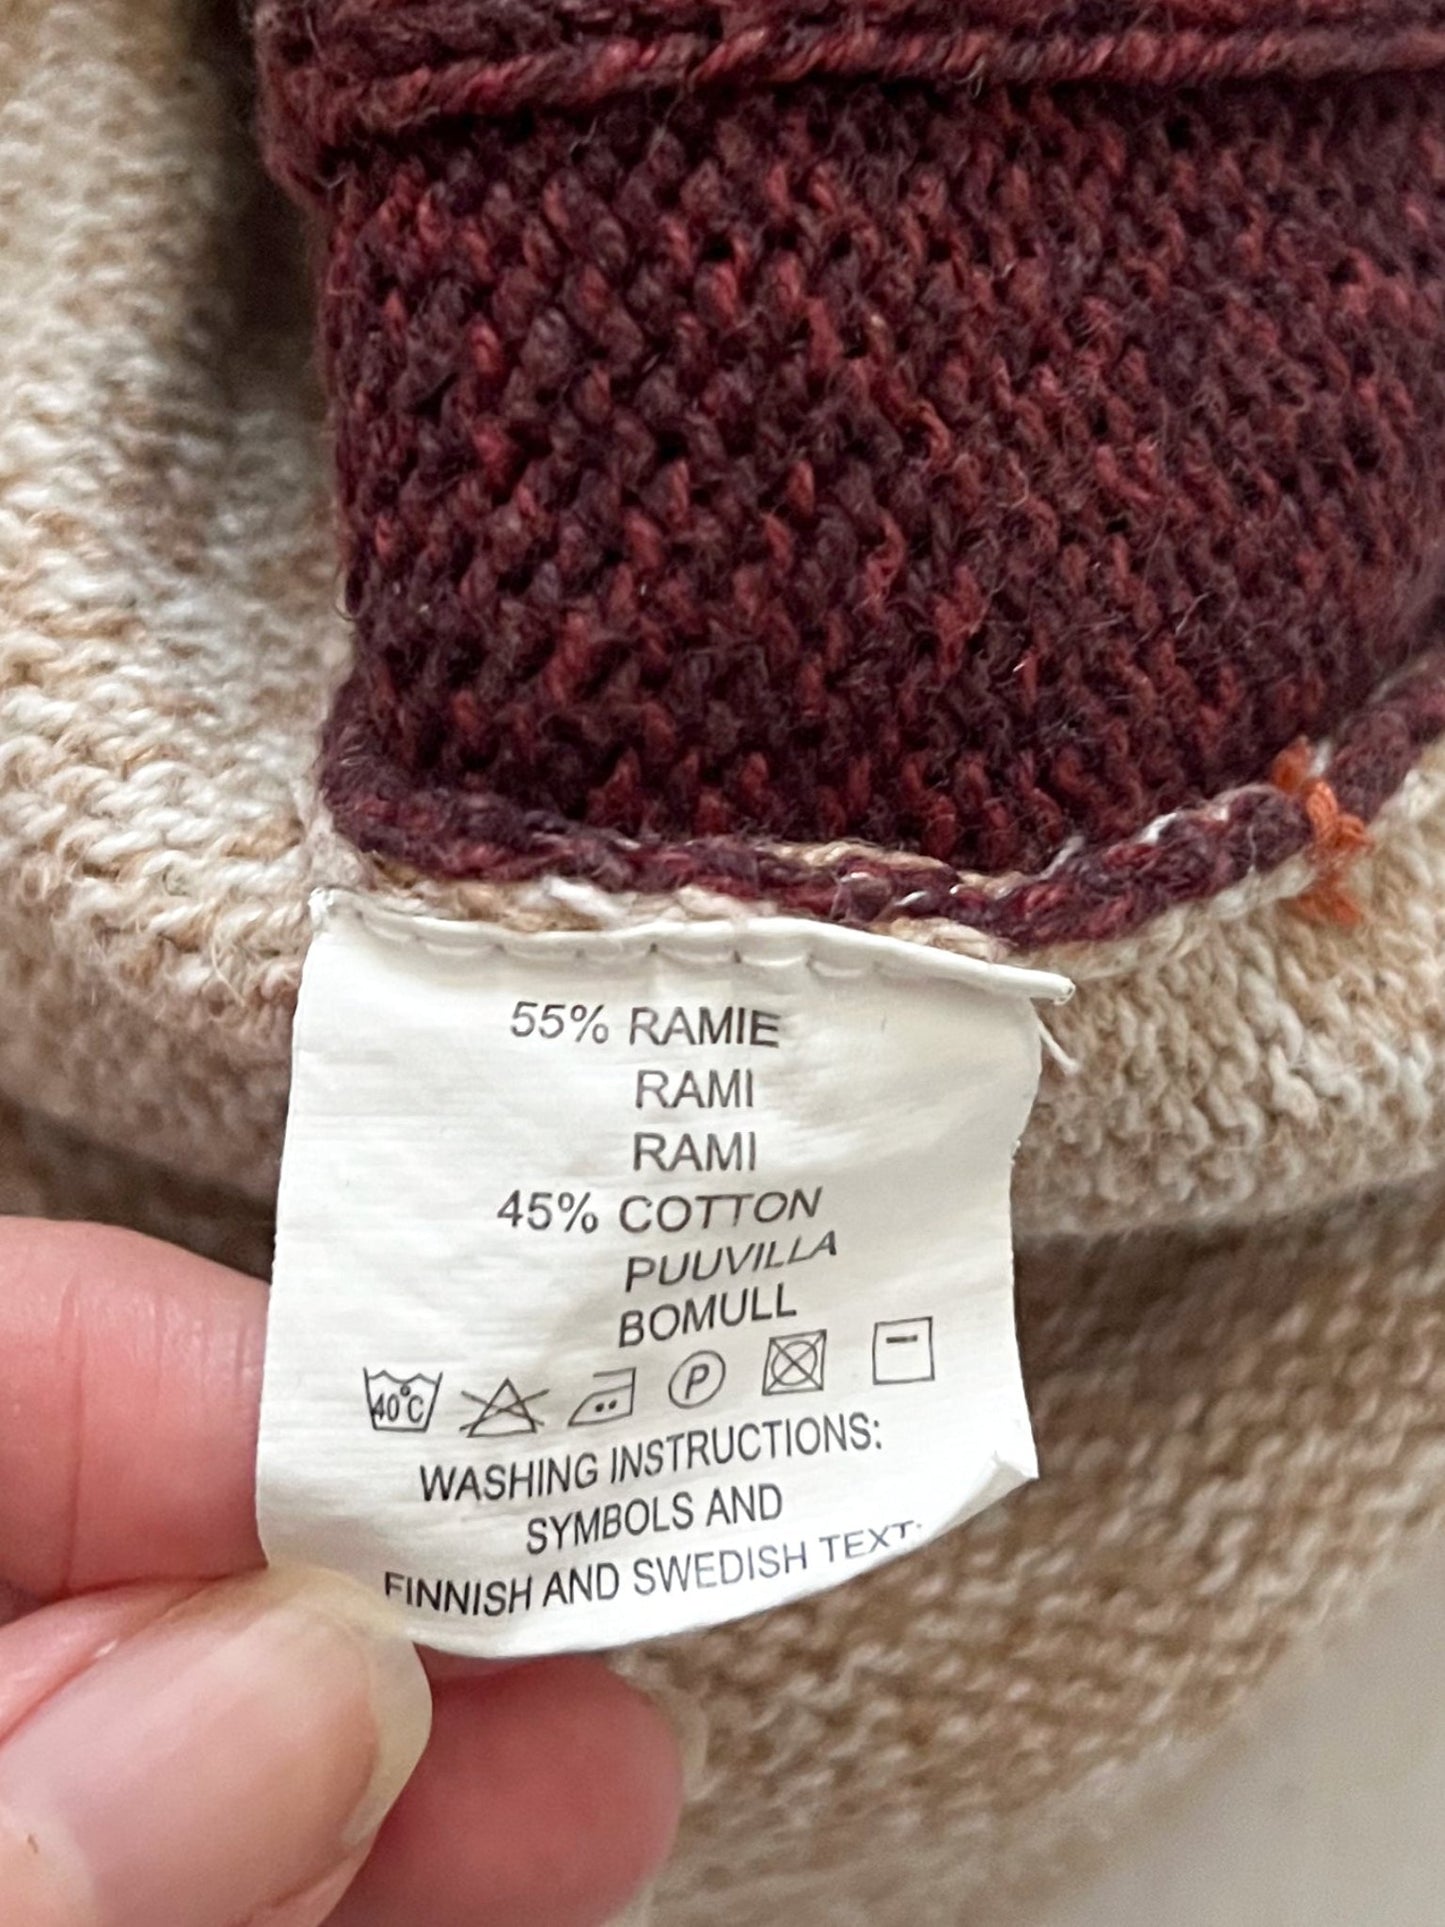 55% RAMIE
RAMI
RAMI
45% COTTON
PUUVILLA
BOMULL
40°C P
WASHING INSTRUCTIONS:
SYMBOLS AND
FINNISH AND SWEDISH TEXT.